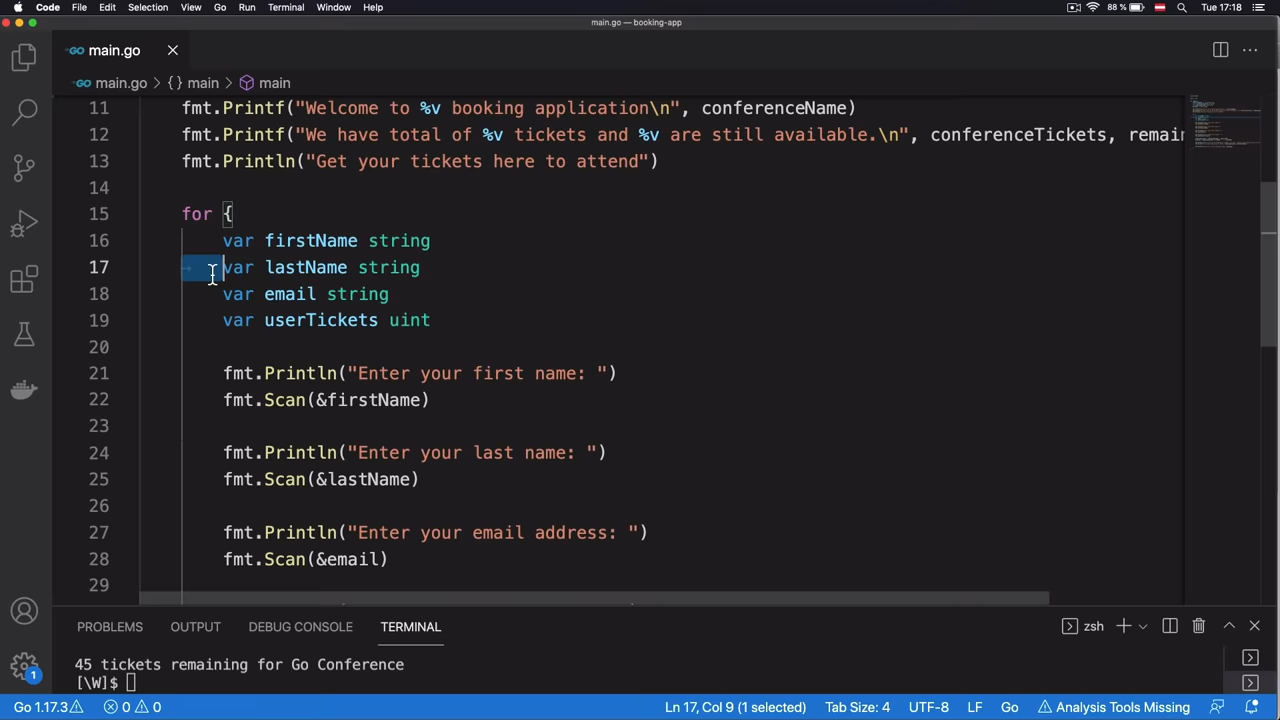 Code File Edit Selection View Go Run Terminal Window Help 88 % Tue 17:18
main.go — booking-app
GO main.go
GO main.go > {} main > main
11 fmt.Printf("Welcome to %v booking application\n", conferenceName)
12 fmt.Printf("We have total of %v tickets and %v are still available.\n", conferenceTickets, remain
13 fmt.Println("Get your tickets here to attend")
14
15 for {
16 var firstName string
17 var lastName string
18 var email string
19 var userTickets uint
20
21 fmt.Println("Enter your first name: ")
22 fmt.Scan(&firstName)
23
24 fmt.Println("Enter your last name: ")
25 fmt.Scan(&lastName)
26
27 fmt.Println("Enter your email address: ")
28 fmt.Scan(&email)
29
PROBLEMS OUTPUT DEBUG CONSOLE TERMINAL zsh
45 tickets remaining for Go Conference
[\W]$
1
Go 1.17.3 0 0 Ln 17, Col 9 (1 selected) Tab Size: 4 UTF-8 LF Go Analysis Tools Missing